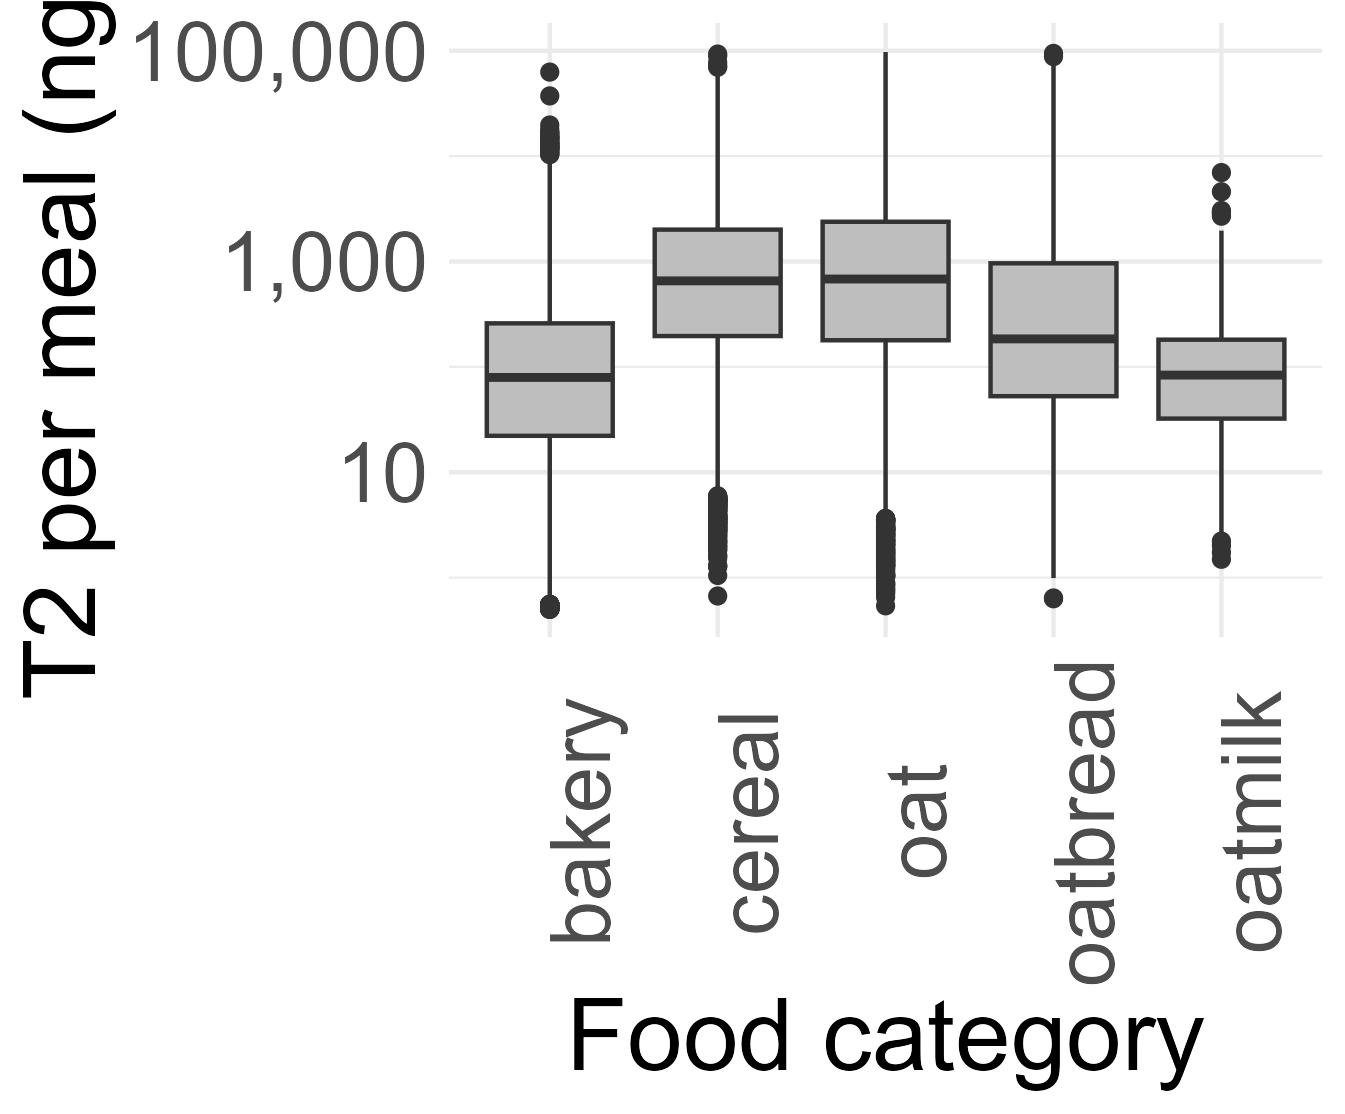 T2 per meal (ng
100,000
1,000
10
bakery
cereal
oat
oatbread
oatmilk
Food category